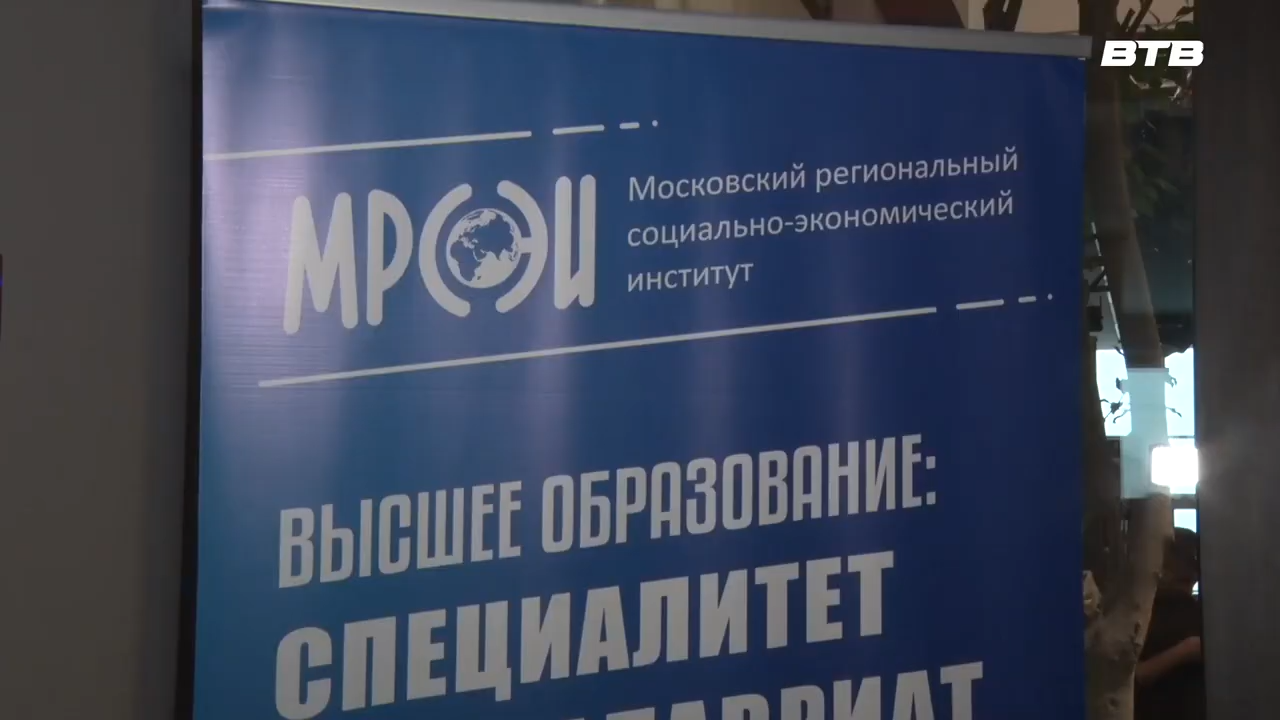 ВТВ
МРСЭИ
Московский региональный
социально-экономический
институт
ВЫСШЕЕ ОБРАЗОВАНИЕ:
СПЕЦИАЛИТЕТ